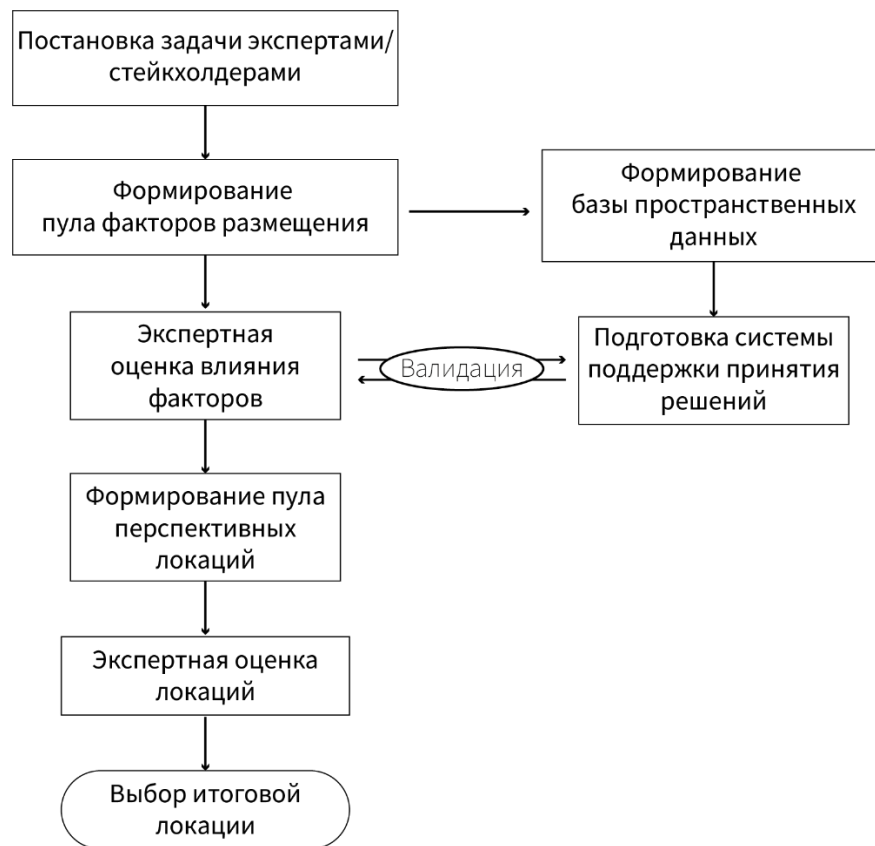 Постановка задачи экспертами/
стейкхолдерами
Формирование
пула факторов размещения
Формирование
базы пространственных
данных
Экспертная
оценка влияния
факторов
Валидация
Подготовка системы
поддержки принятия
решений
Формирование пула
перспективных
локаций
Экспертная оценка
локаций
Выбор итоговой
локации